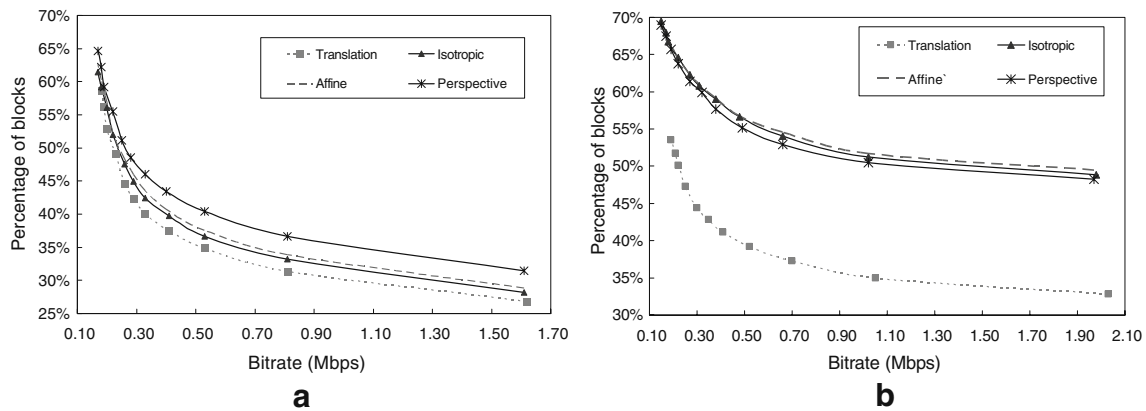 70%
65%
60%
55%
50%
45%
40%
35%
30%
25%
Percentage of blocks
Translation
Isotropic
Affine
Perspective
0.10 0.30 0.50 0.70 0.90 1.10 1.30 1.50 1.70
Bitrate (Mbps)
a
70%
65%
60%
55%
50%
45%
40%
35%
30%
Percentage of blocks
Translation
Isotropic
Affine`
Perspective
0.10 0.30 0.50 0.70 0.90 1.10 1.30 1.50 1.70 1.90 2.10
Bitrate (Mbps)
b